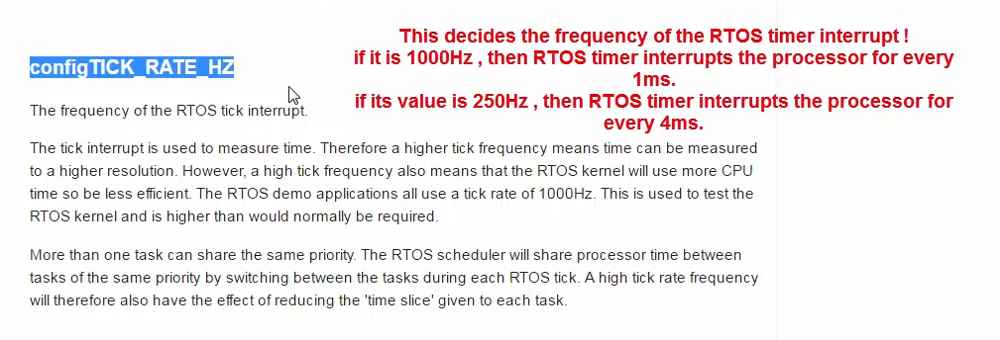 This decides the frequency of the RTOS timer interrupt !
if it is 1000Hz , then RTOS timer interrupts the processor for every
1ms.
if its value is 250Hz , then RTOS timer interrupts the processor for
every 4ms.
configTICK_RATE_HZ
The frequency of the RTOS tick interrupt.
The tick interrupt is used to measure time. Therefore a higher tick frequency means time can be measured
to a higher resolution. However, a high tick frequency also means that the RTOS kernel will use more CPU
time so be less efficient. The RTOS demo applications all use a tick rate of 1000Hz. This is used to test the
RTOS kernel and is higher than would normally be required.
More than one task can share the same priority. The RTOS scheduler will share processor time between
tasks of the same priority by switching between the tasks during each RTOS tick. A high tick rate frequency
will therefore also have the effect of reducing the 'time slice' given to each task.